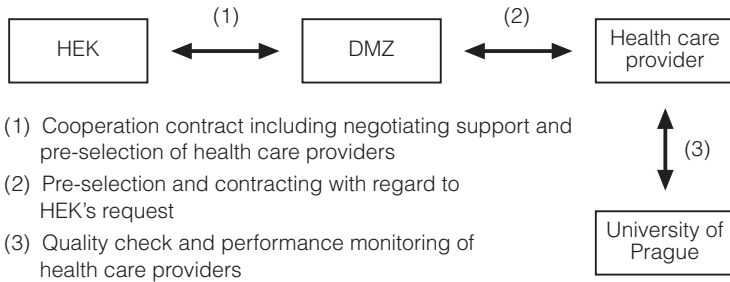 (1)
(2)
HEK
DMZ
Health care
provider
(1) Cooperation contract including negotiating support and
pre-selection of health care providers
(3)
(2) Pre-selection and contracting with regard to
HEK's request
(3) Quality check and performance monitoring of
health care providers
University of
Prague